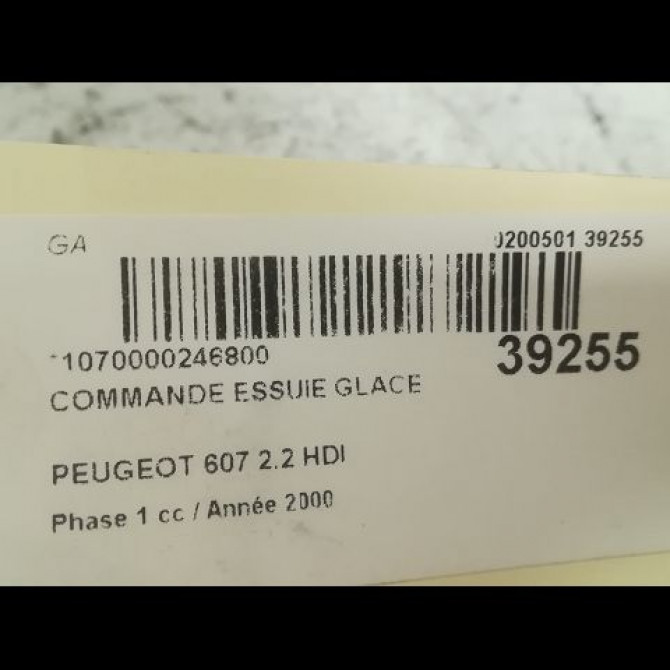 GA
0200501 39255
1070000246800
39255
COMMANDE ESSUIE GLACE
PEUGEOT 607 2.2 HDI
Phase 1 cc / Année 2000